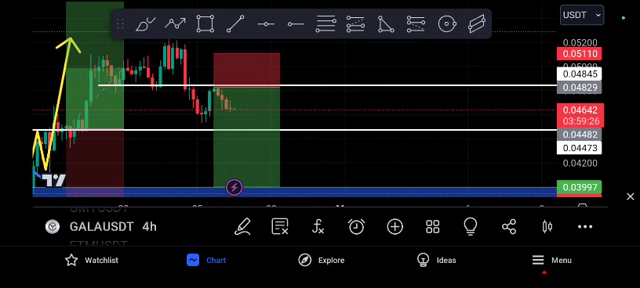 USDT
0.05200
0.05110
0.05000
0.04845
0.04829
0.04642
03:59:26
0.04482
0.04473
0.04200
0.03997
GALAUSDT 4h
Watchlist
Chart
Explore
Ideas
Menu